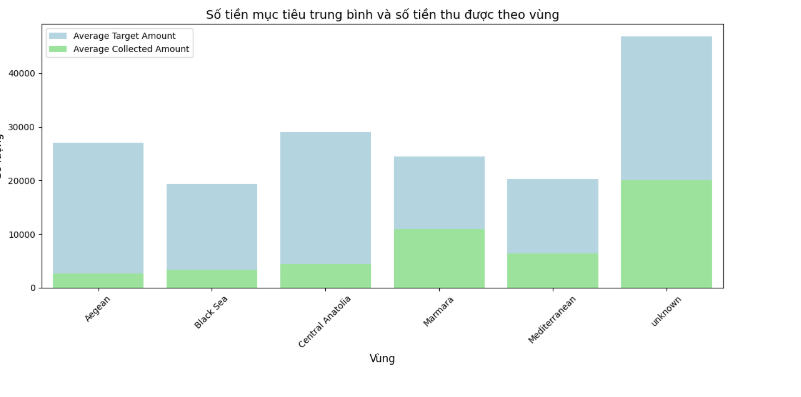 Số tiền mục tiêu trung bình và số tiền thu được theo vùng
Average Target Amount
Average Collected Amount
40000
30000
20000
10000
0
Aegean
Black Sea
Central Anatolia
Marmara
Mediterranean
unknown
Vùng